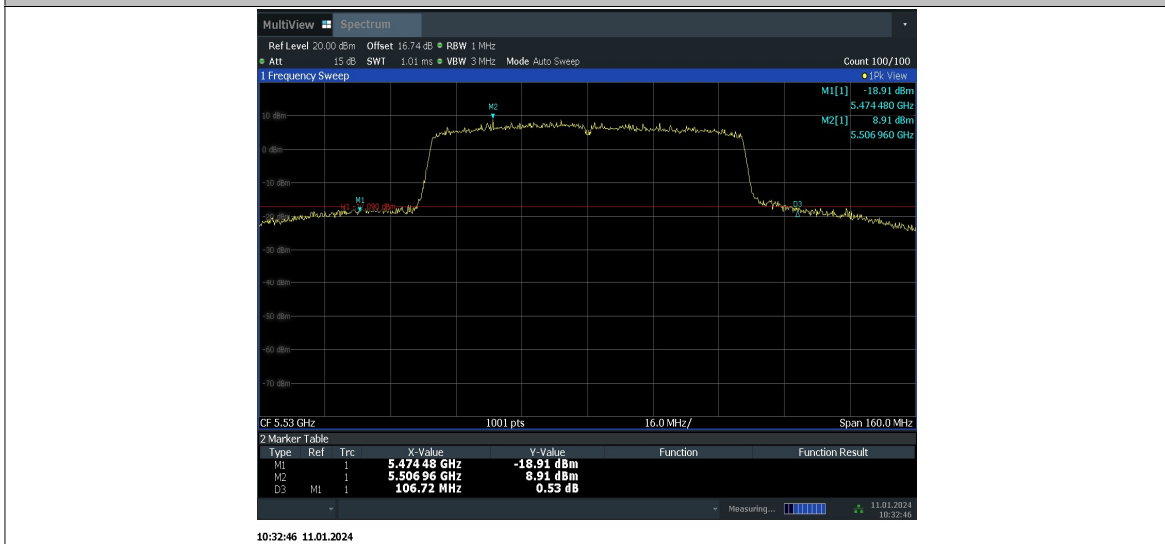 MultiView Spectrum
Ref Level 20.00 dBm Offset 16.74 dB RBW 1 MHz
Att 15 dB SWT 1.01 ms VBW 3 MHz Mode Auto Sweep Count 100/100
1 Frequency Sweep 1Pk View
M1[1] -18.91 dBm
5.474 480 GHz
M2[1] 8.91 dBm
5.506 960 GHz
M2
10 dBm
0 dBm
-10 dBm
M1
D3
-30 dBm
-40 dBm
-50 dBm
-60 dBm
-70 dBm
CF 5.53 GHz 1001 pts 16.0 MHz/ Span 160.0 MHz
2 Marker Table
Type Ref Trc X-Value Y-Value Function Function Result
M1 1 5.474 48 GHz -18.91 dBm
M2 1 5.506 96 GHz 8.91 dBm
D3 M1 1 106.72 MHz 0.53 dB
Measuring... 11.01.2024
10:32:46
10:32:46 11.01.2024